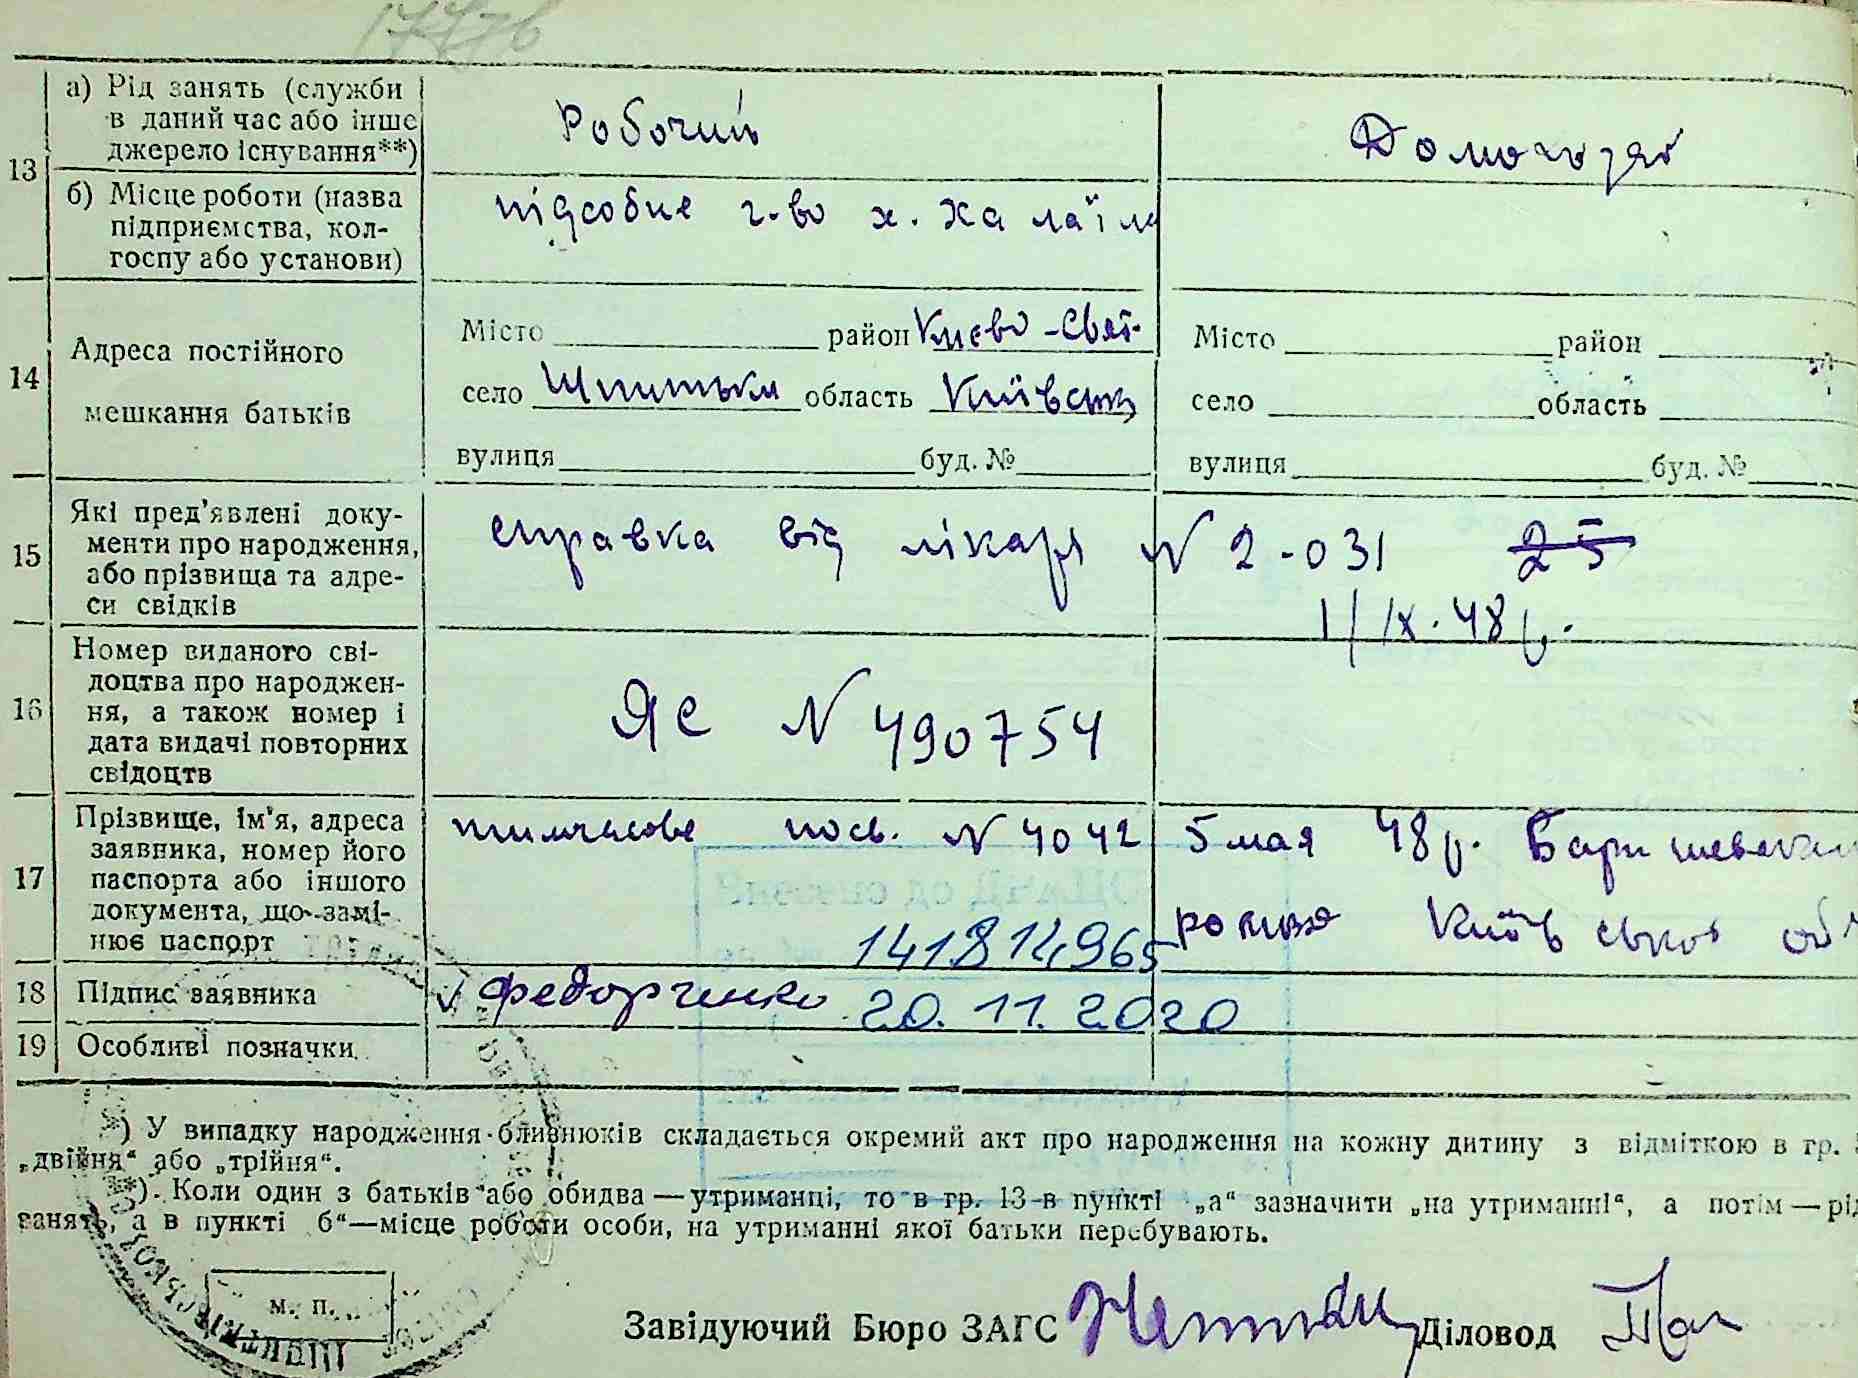 17776
13 а) Рід занять (служби в даний час або інше джерело існування**)
Робочий
Домогозяй
б) Місце роботи (назва підприємства, колгоспу або установи)
підсобне г-во х.
14 Адреса постійного мешкання батьків
Місто район Києво-Свят.
село Шпитьки область Київськ
вулиця буд. №
Місто район
село область
вулиця буд. №
15 Які пред'явлені документи про народження, або прізвища та адреси свідків
справка від лікаря N 2-031 25
1/IX.48 р.
16 Номер виданого свідоцтва про народження, а також номер і дата видачі повторних свідоцтв
ЯС N 490754
17 Прізвище, ім'я, адреса заявника, номер його паспорта або іншого документа, що замінює паспорт
тимчасове посв. N 4042 5 мая 48 р.
Київської обл
141814965
18 Підпис заявника
√ Федорченко 20.11.2020
19 Особливі позначки
*) У випадку народження близнюків складається окремий акт про народження на кожну дитину з відміткою в гр.
„двійня“ або „трійня“.
**) Коли один з батьків або обидва — утриманці, то в гр. 13-в пункті „а“ зазначити „на утриманні“, а потім — рід
занять, а в пункті б“—місце роботи особи, на утриманні якої батьки перебувають.
м. п.
Завідуючий Бюро ЗАГС Діловод